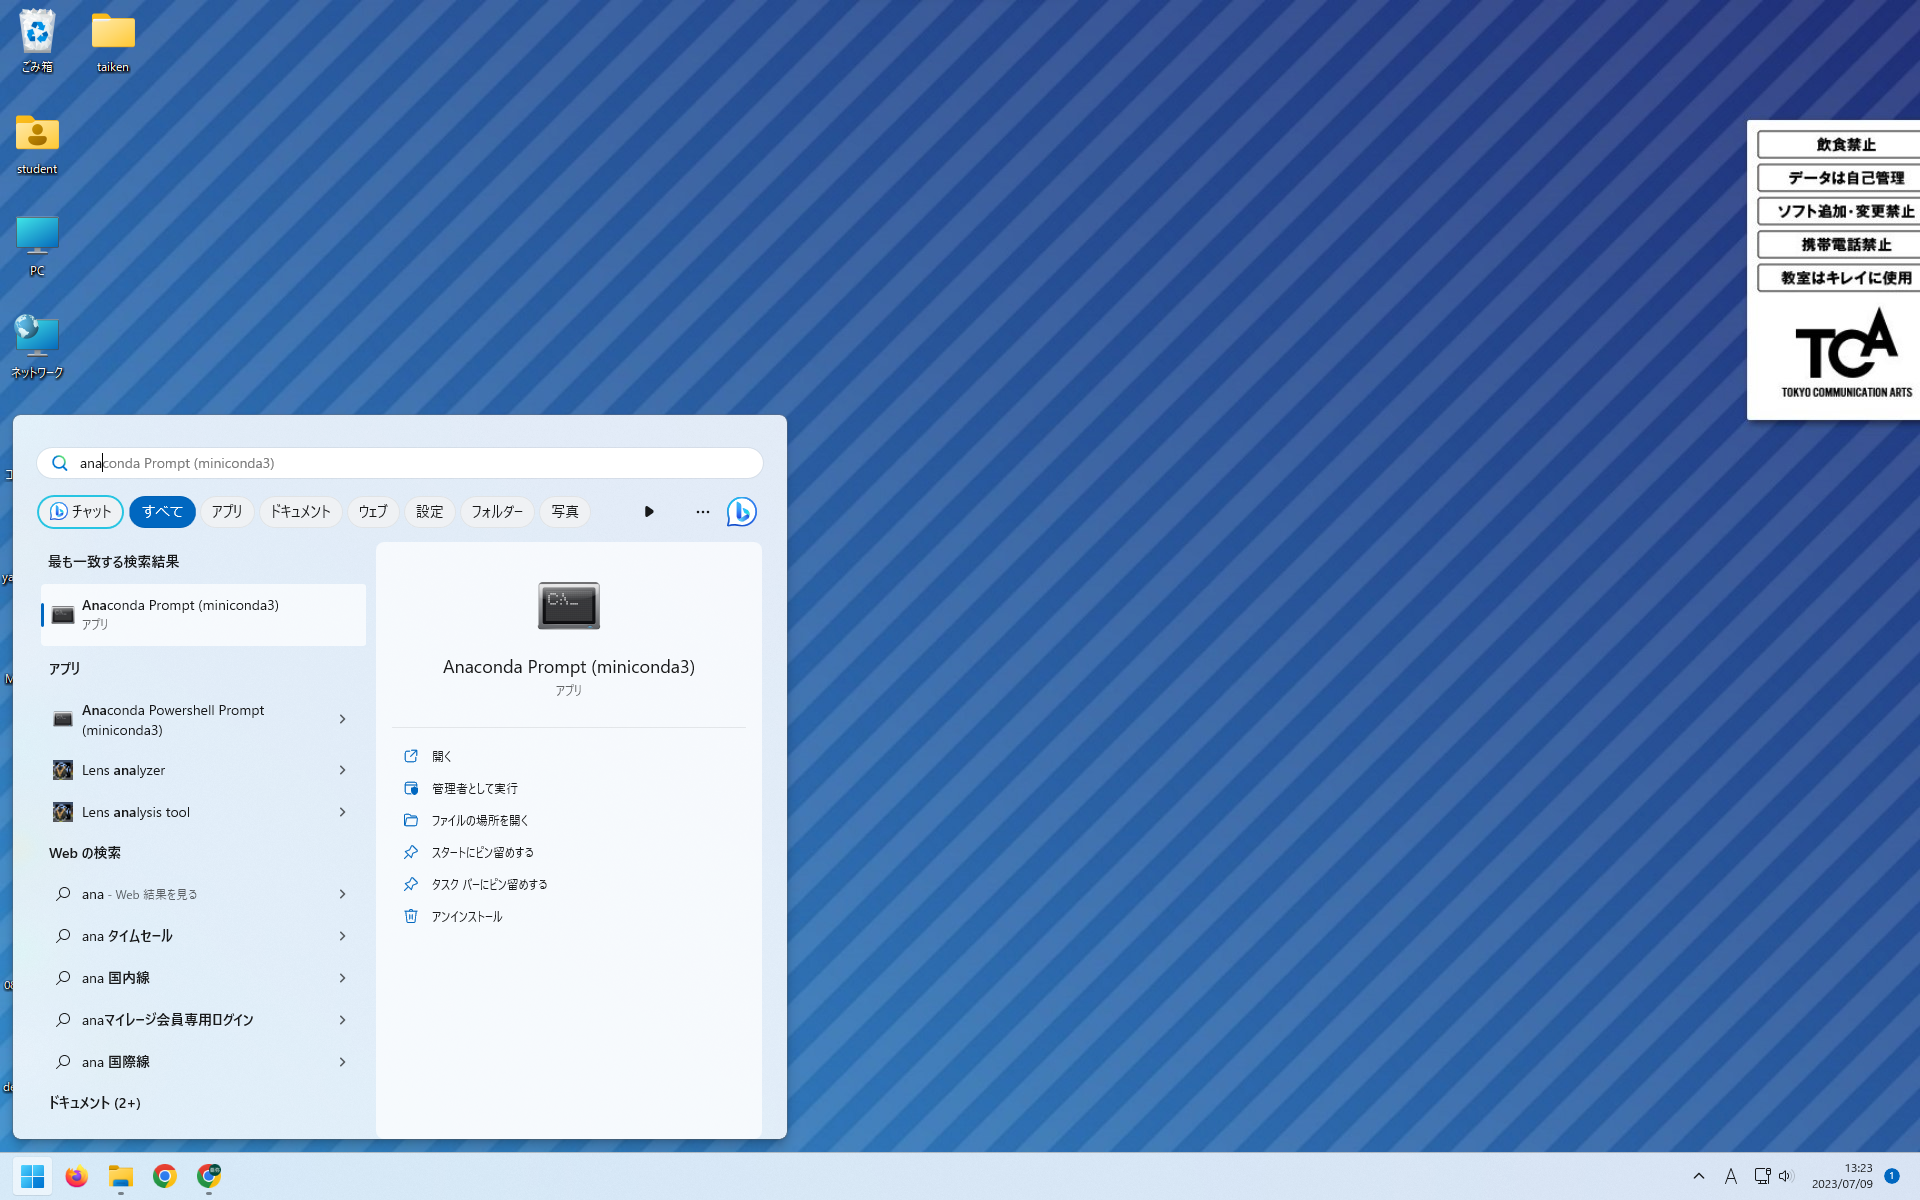 ごみ箱
taiken
student
PC
ネットワーク
飲食禁止
データは自己管理
ソフト追加・変更禁止
携帯電話禁止
教室はキレイに使用
TCA
TOKYO COMMUNICATION ARTS
anaconda Prompt (miniconda3)
チャット
すべて
アプリ
ドキュメント
ウェブ
設定
フォルダー
写真
最も一致する検索結果
Anaconda Prompt (miniconda3)
アプリ
アプリ
Anaconda Powershell Prompt
(miniconda3)
Lens analyzer
Lens analysis tool
Web の検索
ana - Web 結果を見る
ana タイムセール
ana 国内線
anaマイレージ会員専用ログイン
ana 国際線
ドキュメント (2+)
C:\_
Anaconda Prompt (miniconda3)
アプリ
開く
管理者として実行
ファイルの場所を開く
スタートにピン留めする
タスク バーにピン留めする
アンインストール
A
13:23
2023/07/09
1